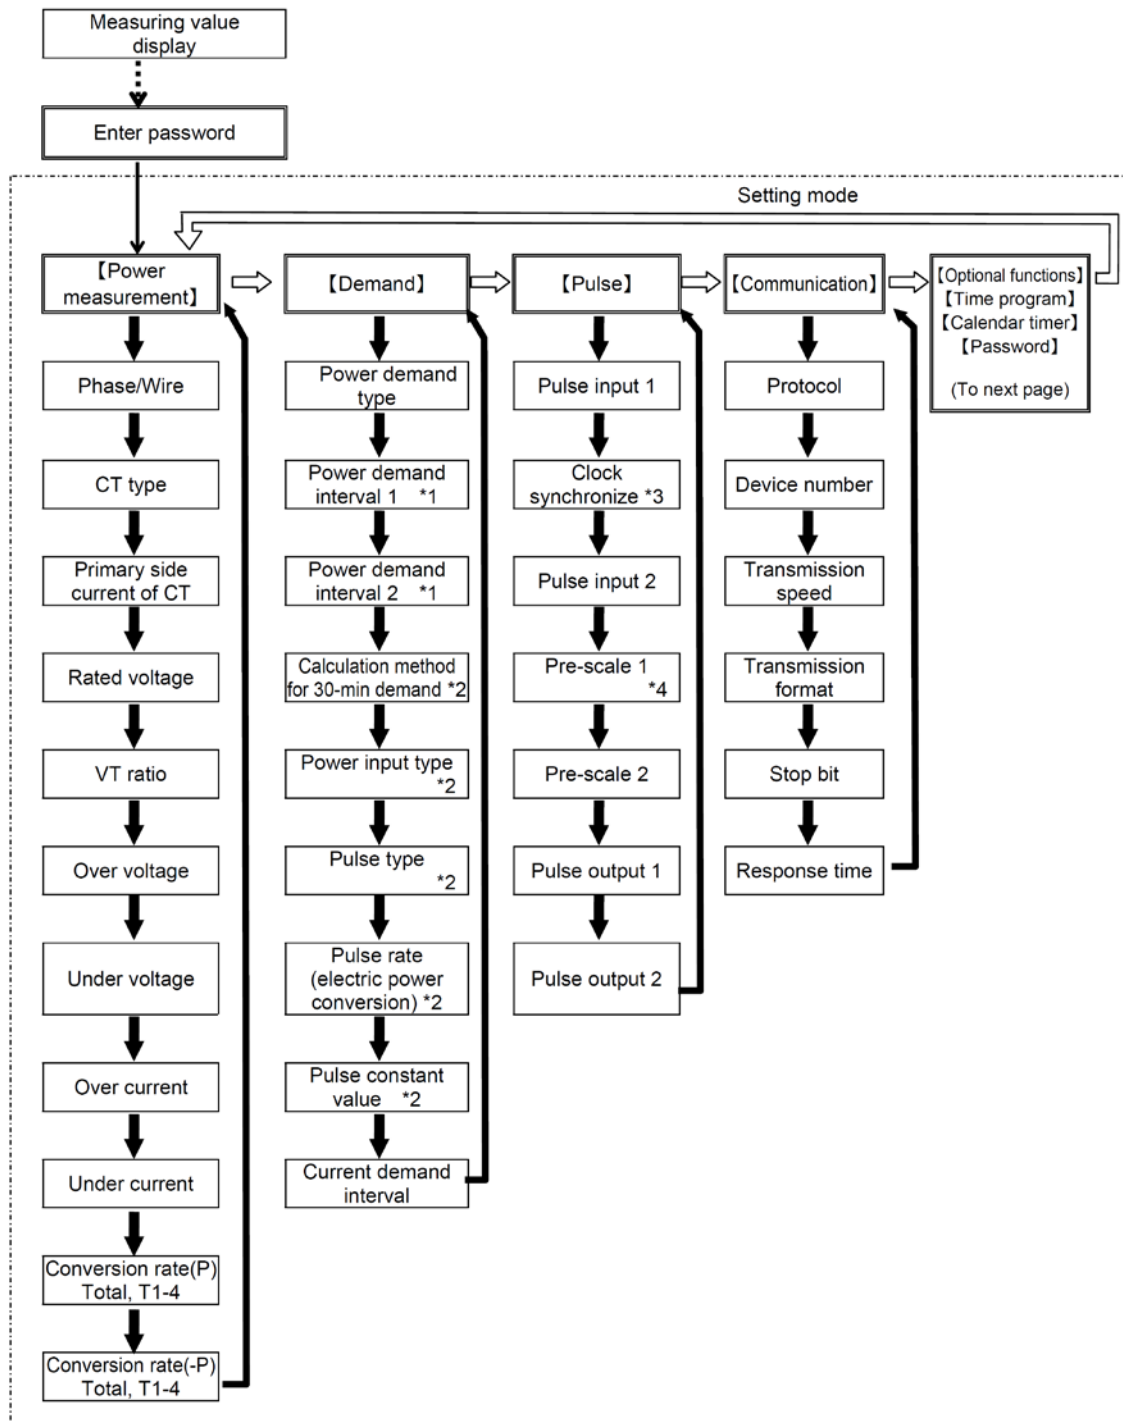 Measuring value
display
Enter password
Setting mode
【Power
measurement】
Phase/Wire
CT type
Primary side
current of CT
Rated voltage
VT ratio
Over voltage
Under voltage
Over current
Under current
Conversion rate(P)
Total, T1-4
Conversion rate(-P)
Total, T1-4
【Demand】
Power demand
type
Power demand
interval 1 *1
Power demand
interval 2 *1
Calculation method
for 30-min demand *2
Power input type
*2
Pulse type
*2
Pulse rate
(electric power
conversion) *2
Pulse constant
value *2
Current demand
interval
【Pulse】
Pulse input 1
Clock
synchronize *3
Pulse input 2
Pre-scale 1
*4
Pre-scale 2
Pulse output 1
Pulse output 2
【Communication】
Protocol
Device number
Transmission
speed
Transmission
format
Stop bit
Response time
【Optional functions】
【Time program】
【Calendar timer】
【Password】
(To next page)